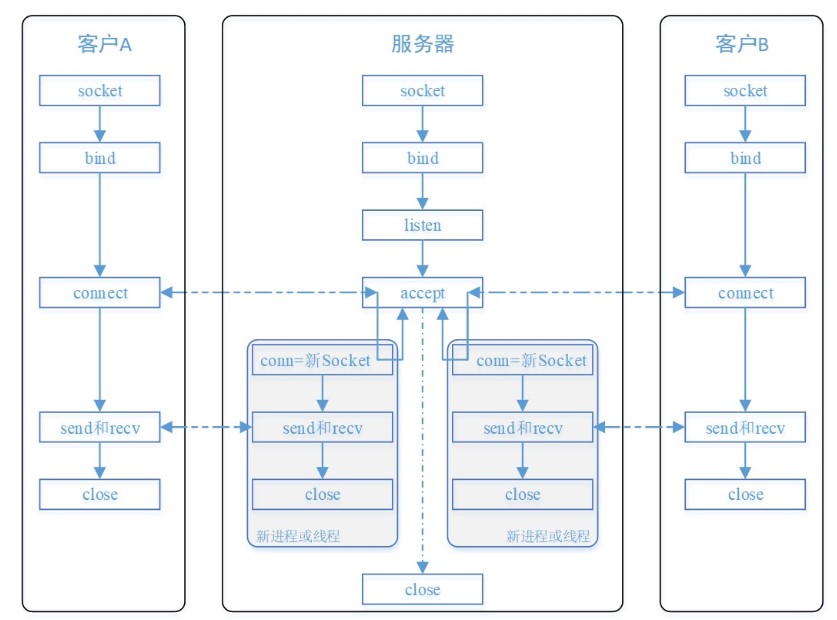 客户A
socket
bind
connect
send和recv
close
服务器
socket
bind
listen
accept
conn=新Socket
send和recv
close
新进程或线程
conn=新Socket
send和recv
close
新进程或线程
close
客户B
socket
bind
connect
send和recv
close